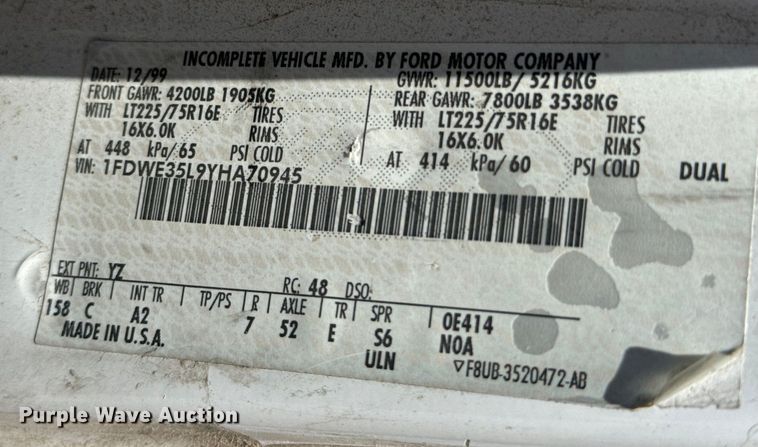 INCOMPLETE VEHICLE MFD. BY FORD MOTOR COMPANY
DATE: 12/99 GVWR: 11500LB/ 5216KG
FRONT GAWR: 4200LB 1905KG REAR GAWR: 7800LB 3538KG
WITH LT225/75R16E TIRES WITH LT225/75R16E TIRES
16X6.0K RIMS 16X6.0K RIMS
AT 448 kPa/65 PSI COLD AT 414 kPa/60 PSI COLD DUAL
VIN: 1FDWE35L9YHA70945
EXT PNT: YZ RC: 48 DSO:
WB BRK INT TR TP/PS R AXLE TR SPR
158 C A2 7 52 E S6 0E414
MADE IN U.S.A. ULN NOA
▽F8UB-3520472-AB
Purple Wave Auction